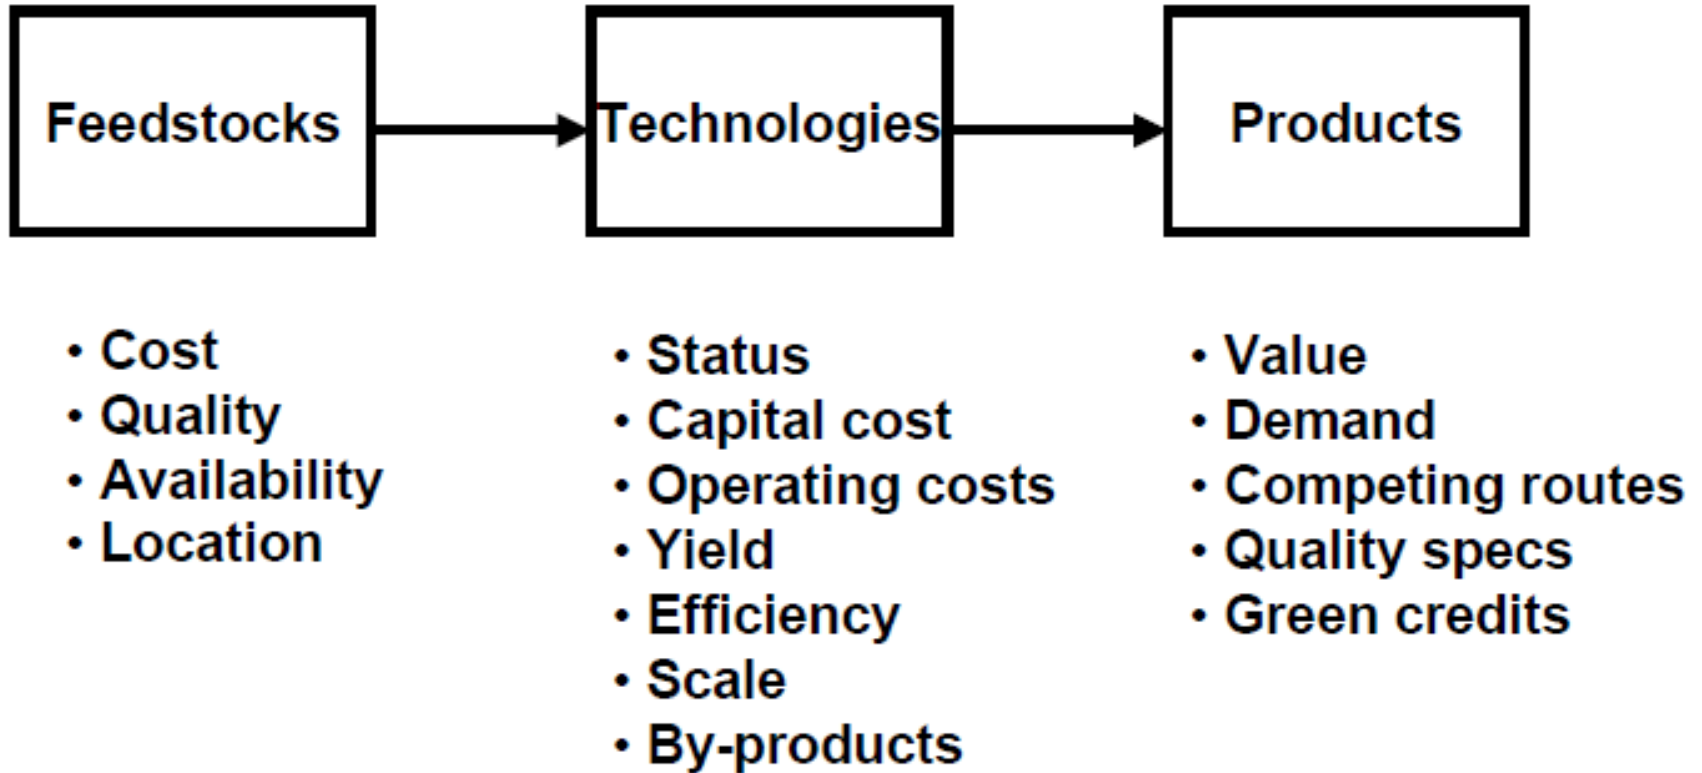 Feedstocks
Technologies
Products
• Cost
• Quality
• Availability
• Location
• Status
• Capital cost
• Operating costs
• Yield
• Efficiency
• Scale
• By-products
• Value
• Demand
• Competing routes
• Quality specs
• Green credits